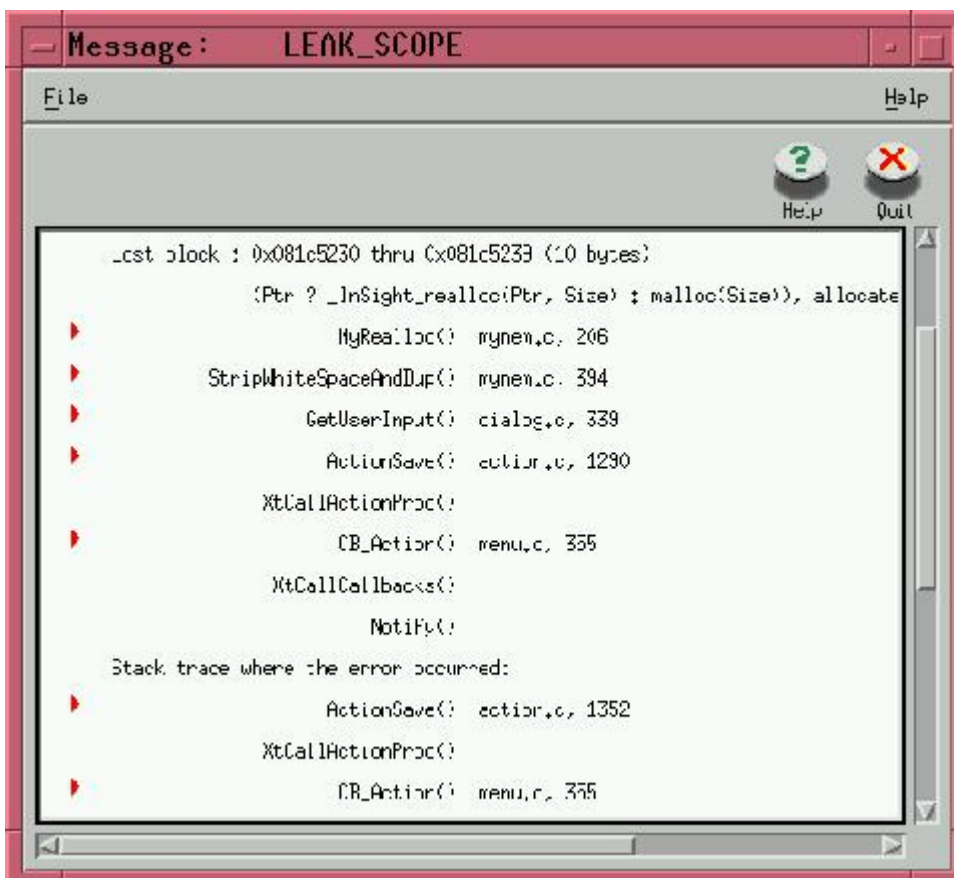 Message: LEAK_SCOPE
File Help
Help Quit
Lost block : 0x081c5230 thru 0x081c5239 (10 bytes)
(Ptr ? _InSight_realloc(Ptr, Size) : malloc(Size)), allocate
MyRealloc() mymem.c, 206
StripWhiteSpaceAndDup() mymem.c, 394
GetUserInput() dialog.c, 339
ActionSave() action.c, 1290
XtCallActionProc()
CB_Action() menu.c, 355
XtCallCallbacks()
Notify()
Stack trace where the error occurred:
ActionSave() action.c, 1352
XtCallActionProc()
CB_Action() menu.c, 355